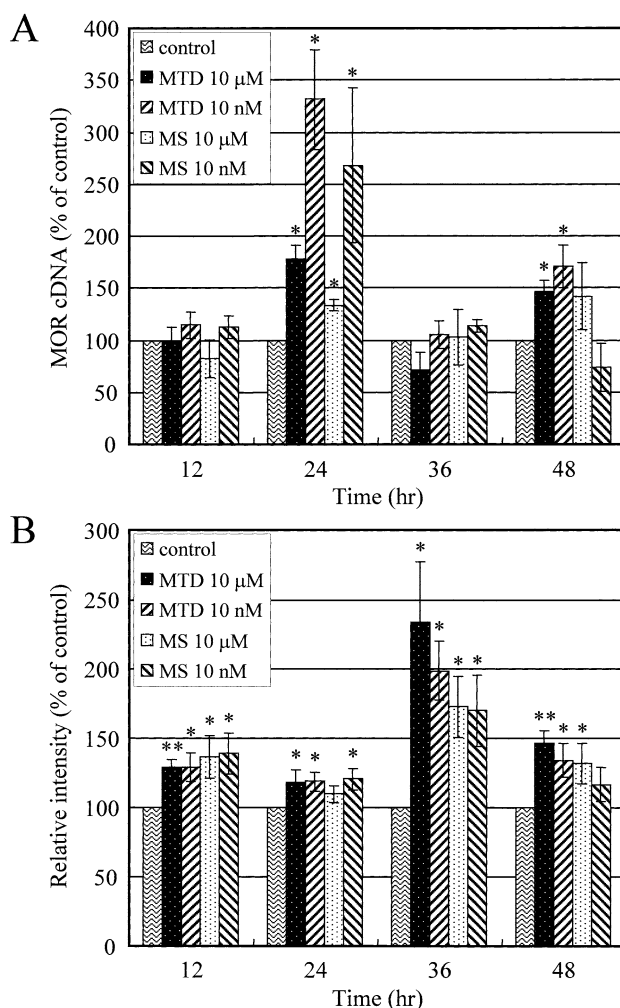 A
MOR cDNA (% of control)
400
350
300
250
200
150
100
50
0
control
MTD 10 μM
MTD 10 nM
MS 10 μM
MS 10 nM
*
*
*
*
*
*
12
24
36
48
Time (hr)
B
Relative intensity (% of control)
300
250
200
150
100
50
0
control
MTD 10 μM
MTD 10 nM
MS 10 μM
MS 10 nM
**
*
*
*
*
*
*
*
*
*
*
**
*
*
12
24
36
48
Time (hr)